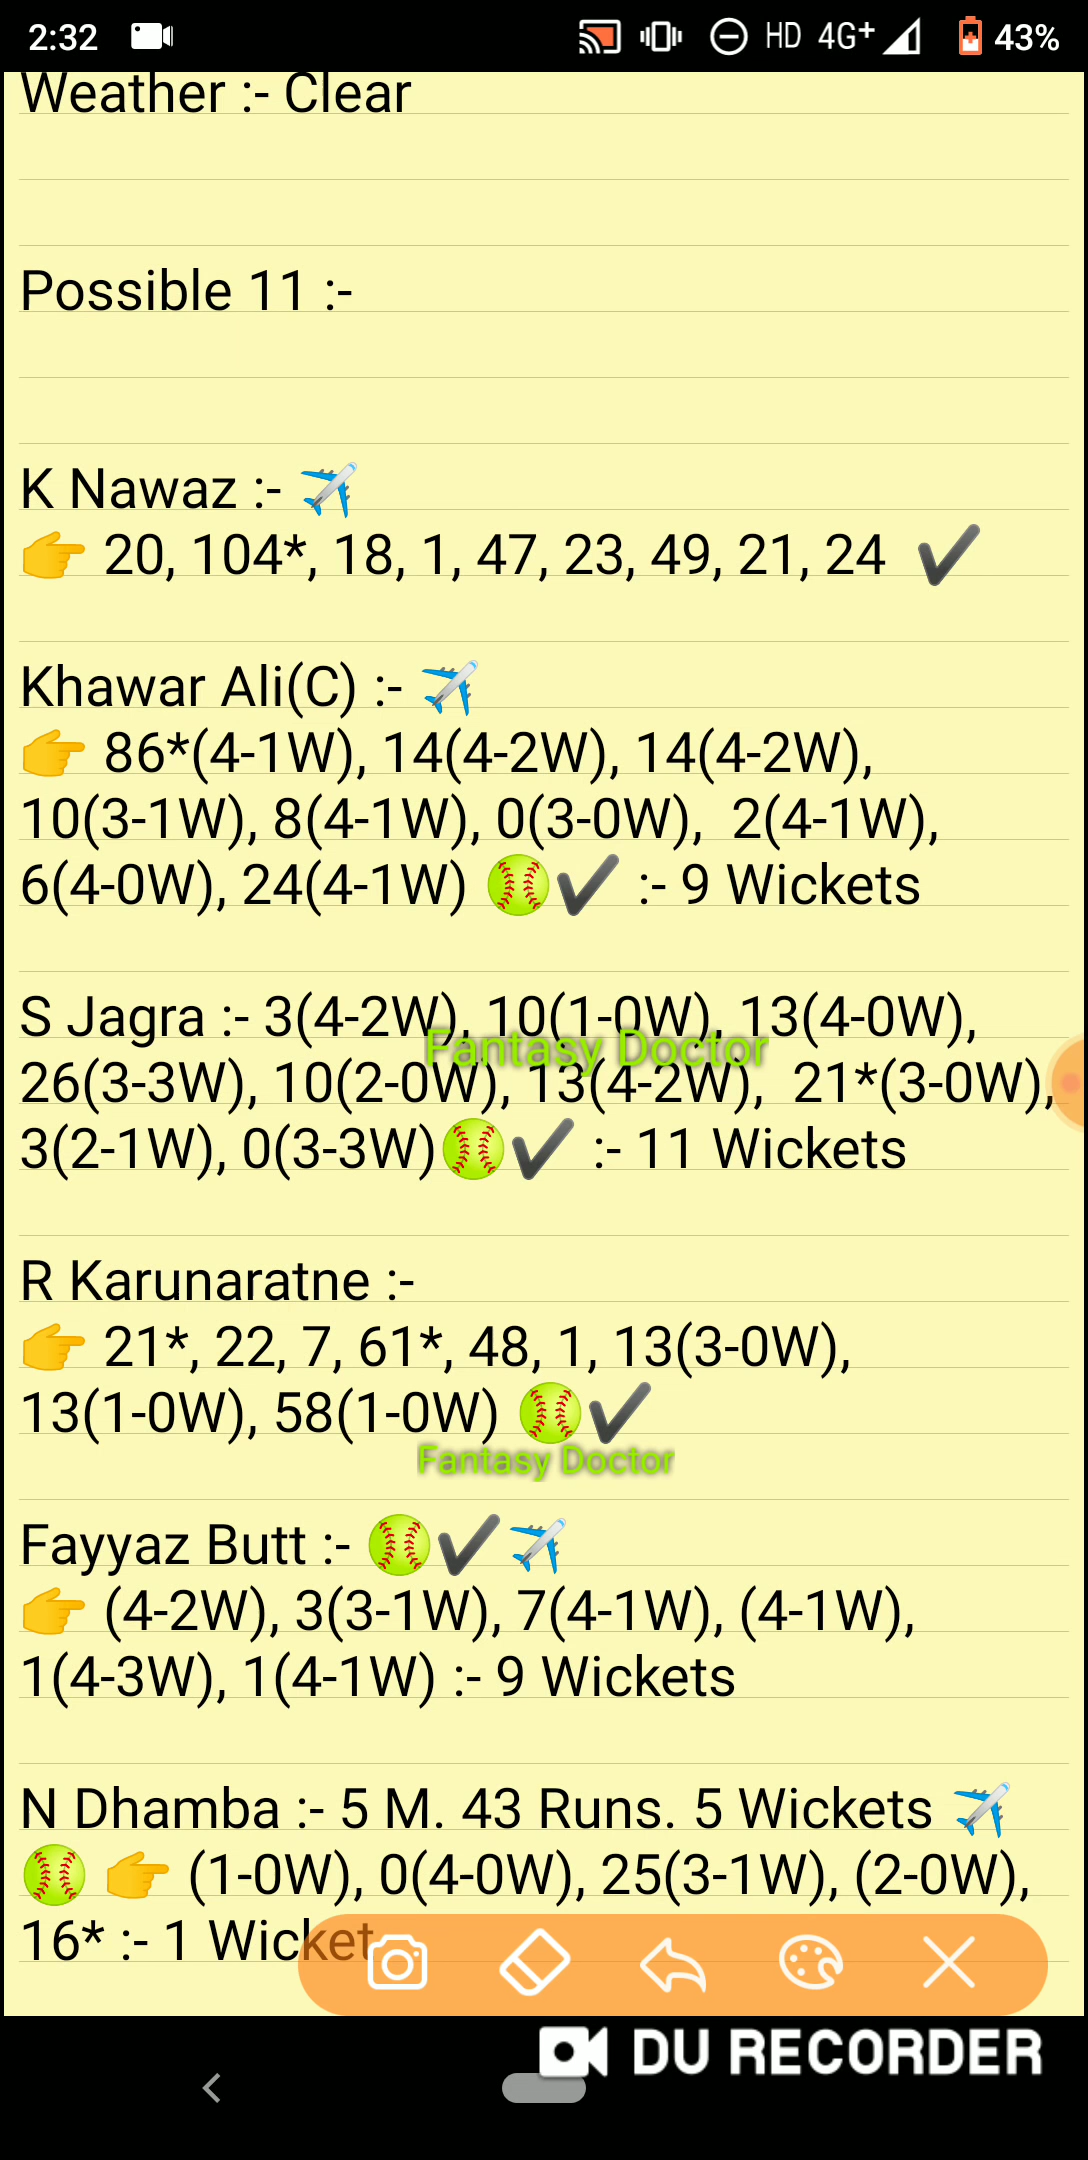 2:32 HD 4G+ 43%
Weather :- Clear
Possible 11 :-
K Nawaz :- ✈️
👉 20, 104*, 18, 1, 47, 23, 49, 21, 24 ✔️
Khawar Ali(C) :- ✈️
👉 86*(4-1W), 14(4-2W), 14(4-2W),
10(3-1W), 8(4-1W), 0(3-0W), 2(4-1W),
6(4-0W), 24(4-1W) 🥎✔️ :- 9 Wickets
S Jagra :- 3(4-2W), 10(1-0W), 13(4-0W),
Fantasy Doctor
26(3-3W), 10(2-0W), 13(4-2W), 21*(3-0W),
3(2-1W), 0(3-3W)🥎✔️ :- 11 Wickets
R Karunaratne :-
👉 21*, 22, 7, 61*, 48, 1, 13(3-0W),
13(1-0W), 58(1-0W) 🥎✔️
Fantasy Doctor
Fayyaz Butt :- 🥎✔️✈️
👉 (4-2W), 3(3-1W), 7(4-1W), (4-1W),
1(4-3W), 1(4-1W) :- 9 Wickets
N Dhamba :- 5 M. 43 Runs. 5 Wickets ✈️
🥎 👉 (1-0W), 0(4-0W), 25(3-1W), (2-0W),
16* :- 1 Wicket
DU RECORDER